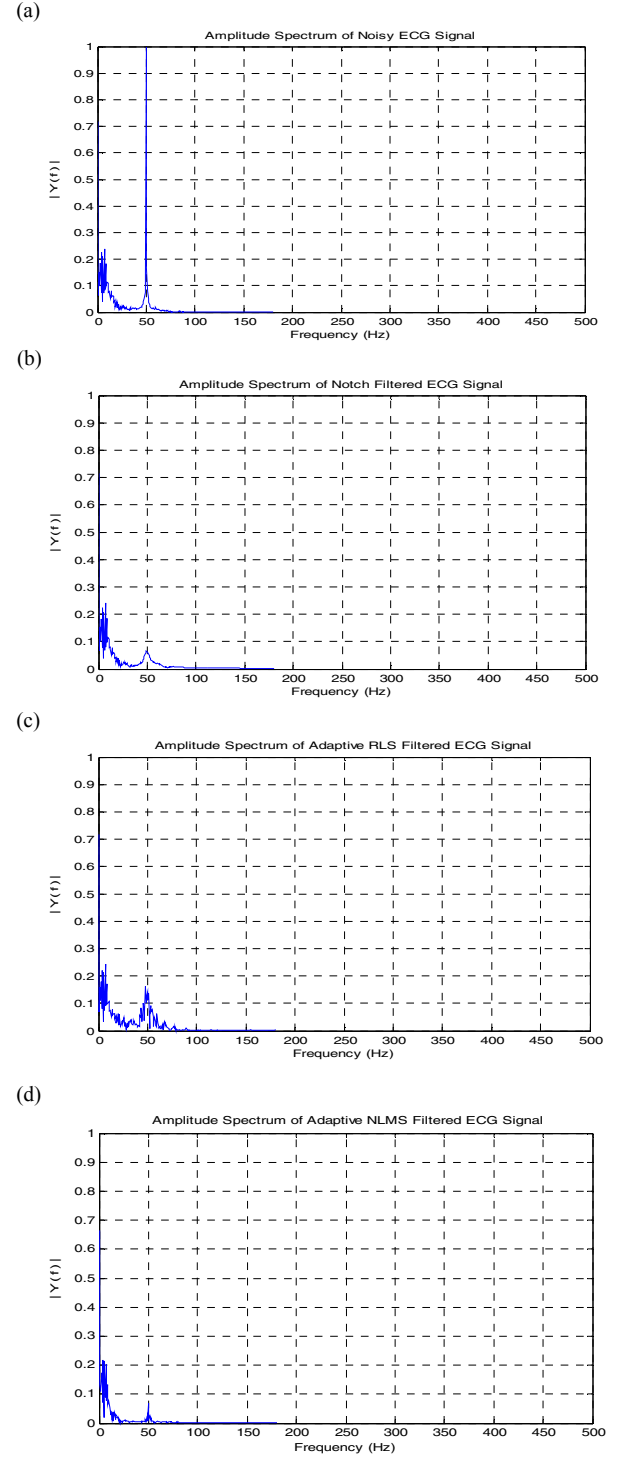 (a)
Amplitude Spectrum of Noisy ECG Signal
1
0.9
0.8
0.7
0.6
0.5
0.4
0.3
0.2
0.1
0
|Y(f)|
0 50 100 150 200 250 300 350 400 450 500
Frequency (Hz)
(b)
Amplitude Spectrum of Notch Filtered ECG Signal
1
0.9
0.8
0.7
0.6
0.5
0.4
0.3
0.2
0.1
0
|Y(f)|
0 50 100 150 200 250 300 350 400 450 500
Frequency (Hz)
(c)
Amplitude Spectrum of Adaptive RLS Filtered ECG Signal
1
0.9
0.8
0.7
0.6
0.5
0.4
0.3
0.2
0.1
0
|Y(f)|
0 50 100 150 200 250 300 350 400 450 500
Frequency (Hz)
(d)
Amplitude Spectrum of Adaptive NLMS Filtered ECG Signal
1
0.9
0.8
0.7
0.6
0.5
0.4
0.3
0.2
0.1
0
|Y(f)|
0 50 100 150 200 250 300 350 400 450 500
Frequency (Hz)